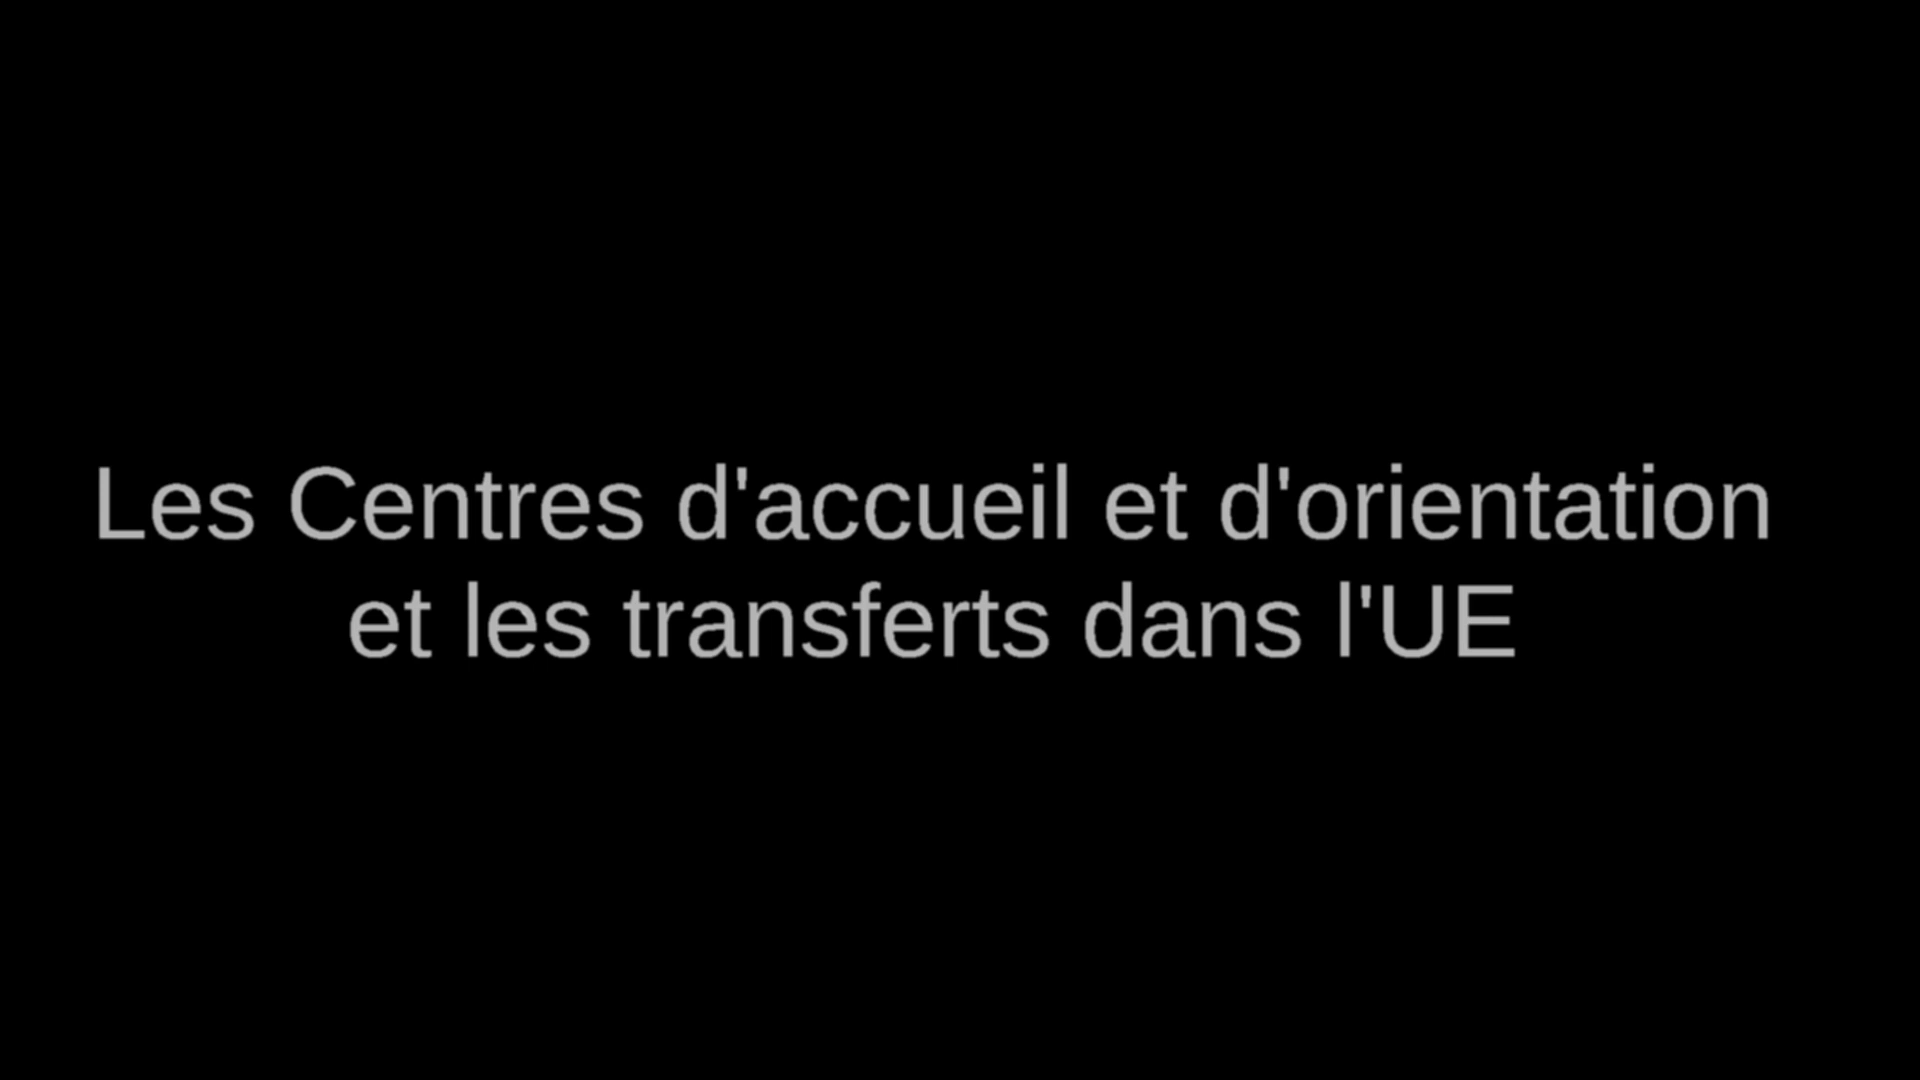 Les Centres d'accueil et d'orientation
et les transferts dans l'UE